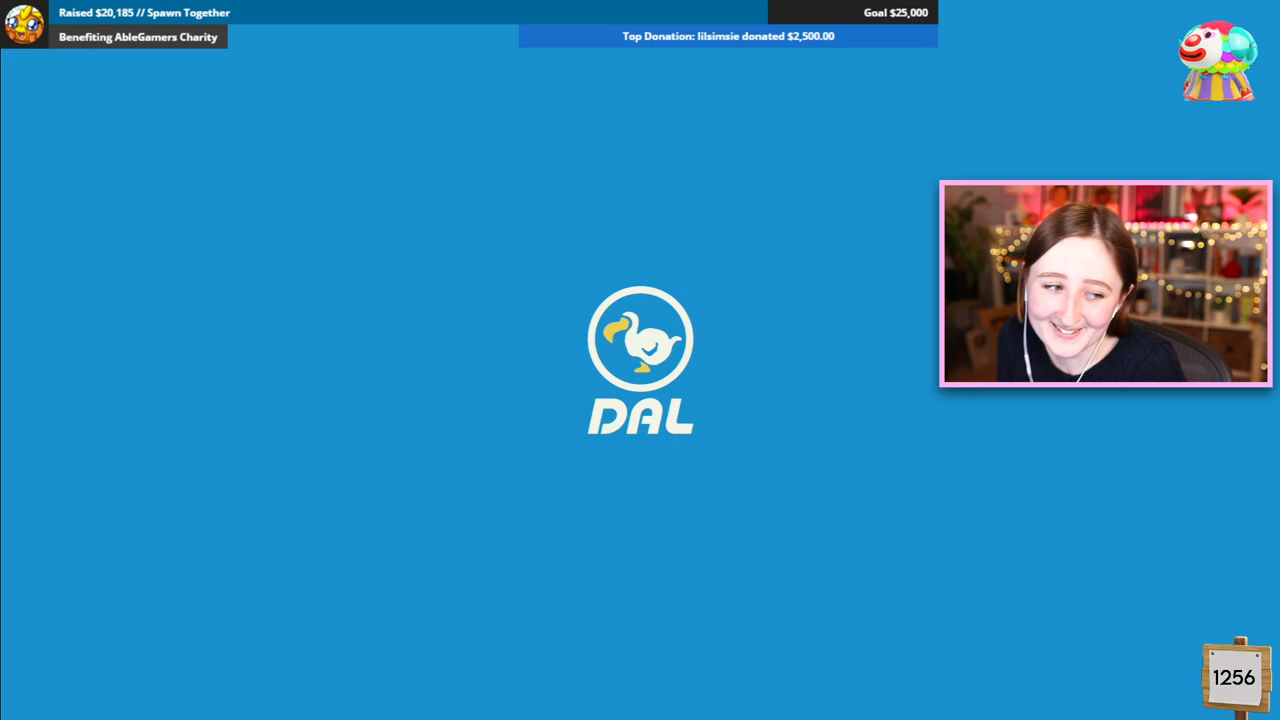 Raised $20,185 // Spawn Together
Goal $25,000
Benefiting AbleGamers Charity
Top Donation: lilsimsie donated $2,500.00
DAL
1256